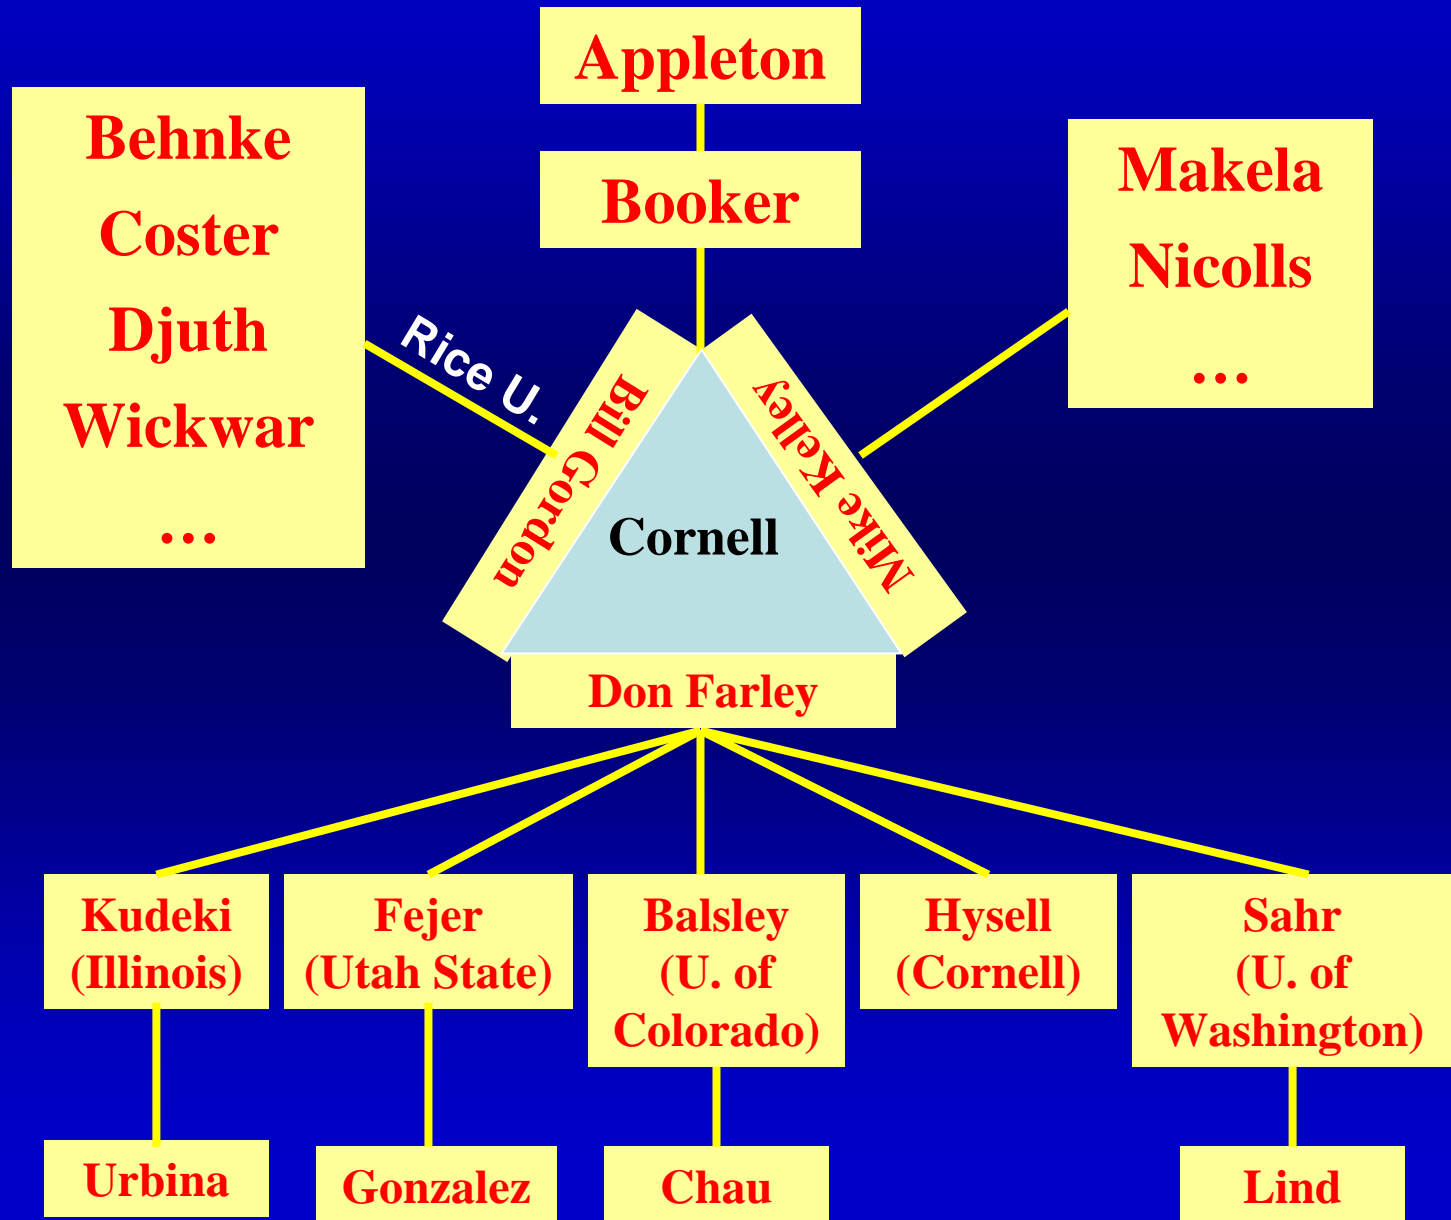 Appleton
Booker
Behnke
Coster
Djuth
Wickwar
...
Makela
Nicolls
...
Rice U.
Bill Gordon
Mike Kelley
Cornell
Don Farley
Kudeki
(Illinois)
Fejer
(Utah State)
Balsley
(U. of
Colorado)
Hysell
(Cornell)
Sahr
(U. of
Washington)
Urbina
Gonzalez
Chau
Lind